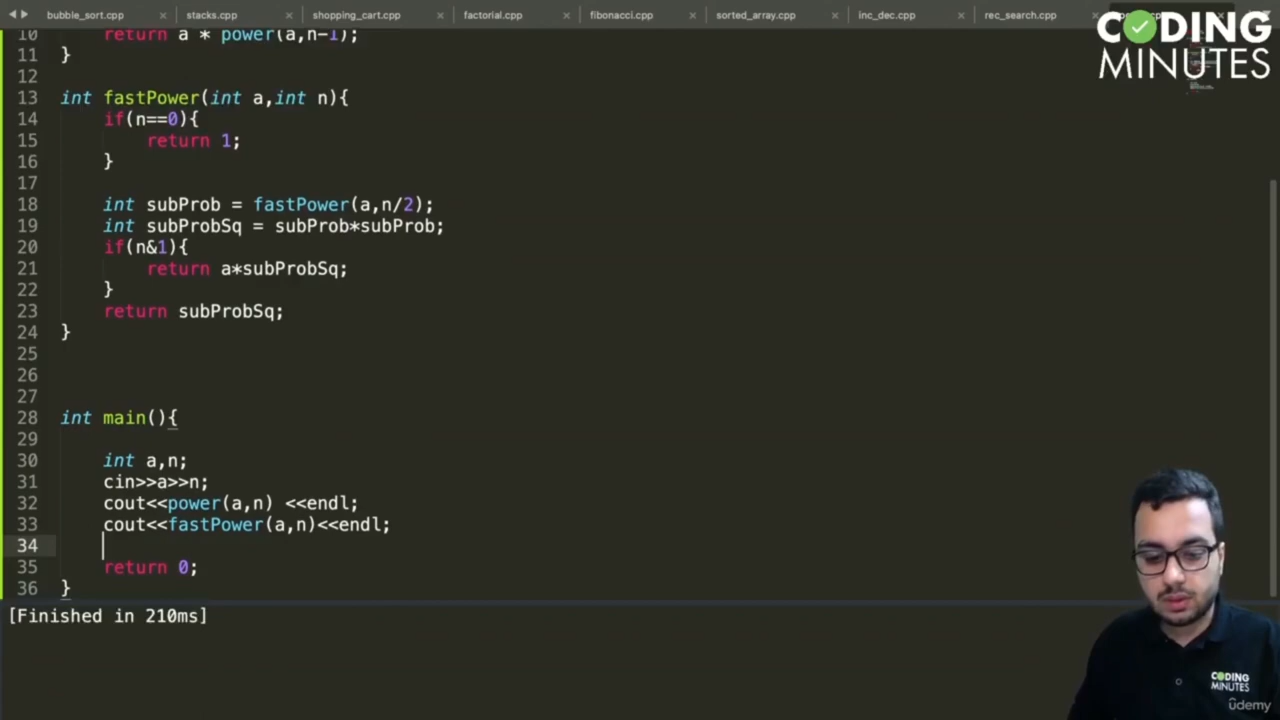 bubble_sort.cpp × stacks.cpp × shopping_cart.cpp × factorial.cpp × fibonacci.cpp × sorted_array.cpp × inc_dec.cpp × rec_search.cpp
CODING
MINUTES
10 return a * power(a,n-1);
11 }
12
13 int fastPower(int a,int n){
14 if(n==0){
15 return 1;
16 }
17
18 int subProb = fastPower(a,n/2);
19 int subProbSq = subProb*subProb;
20 if(n&1){
21 return a*subProbSq;
22 }
23 return subProbSq;
24 }
25
26
27
28 int main(){
29
30 int a,n;
31 cin>>a>>n;
32 cout<<power(a,n) <<endl;
33 cout<<fastPower(a,n)<<endl;
34
35 return 0;
36 }
[Finished in 210ms]
CODING
MINUTES
ûdemy